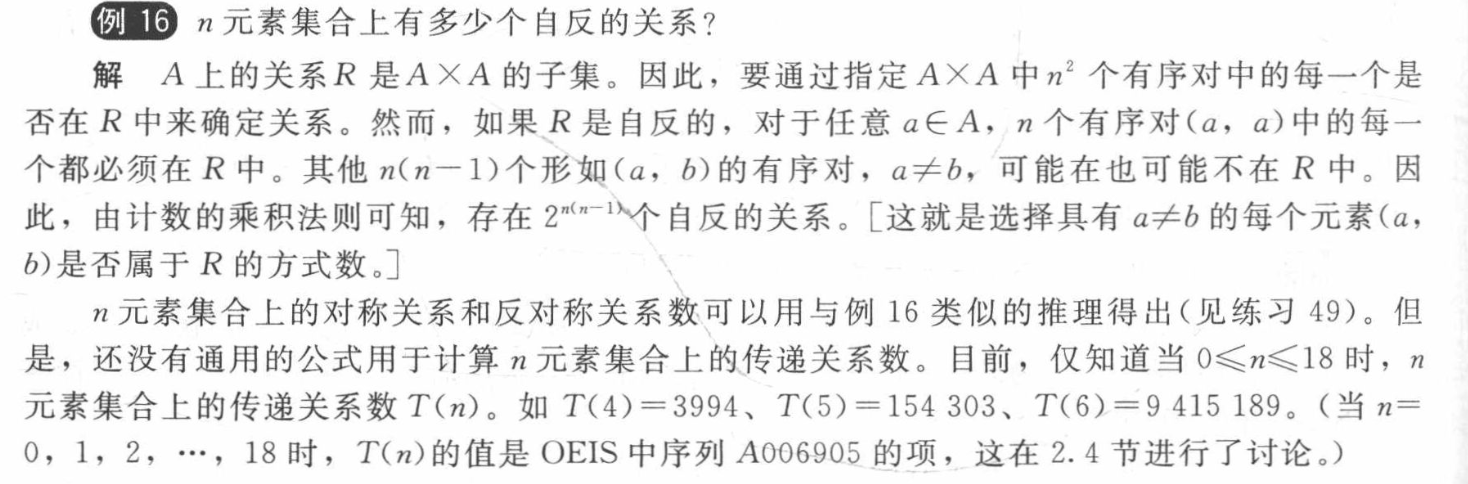 例 16 n 元素集合上有多少个自反的关系?
解 A 上的关系 R 是 A×A 的子集。因此，要通过指定 A×A 中 n² 个有序对中的每一个是
否在 R 中来确定关系。然而，如果 R 是自反的，对于任意 a∈A，n 个有序对(a，a)中的每一
个都必须在 R 中。其他 n(n－1)个形如(a，b)的有序对，a≠b，可能在也可能不在 R 中。因
此，由计数的乘积法则可知，存在 2ⁿ⁽ⁿ⁻¹⁾个自反的关系。[这就是选择具有 a≠b 的每个元素(a，
b)是否属于 R 的方式数。]
n 元素集合上的对称关系和反对称关系数可以用与例 16 类似的推理得出(见练习 49)。但
是，还没有通用的公式用于计算 n 元素集合上的传递关系数。目前，仅知道当 0≤n≤18 时，n
元素集合上的传递关系数 T(n)。如 T(4)=3994、T(5)=154 303、T(6)=9 415 189。(当 n=
0，1，2，…，18 时，T(n)的值是 OEIS 中序列 A006905 的项，这在 2.4 节进行了讨论。)